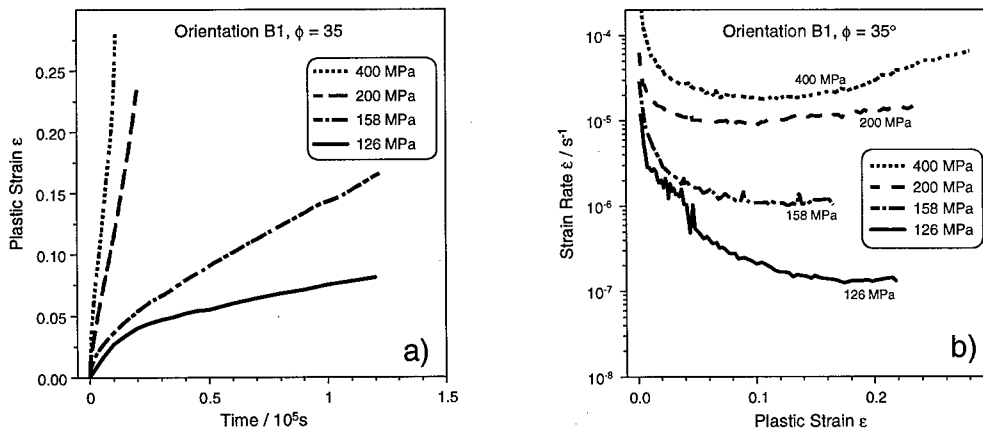 Orientation B1, ϕ = 35
400 MPa
200 MPa
158 MPa
126 MPa
0.25
0.20
0.15
0.10
0.05
0.00
Plastic Strain ε
0
0.5
1.0
1.5
Time / 10⁵s
a)
Orientation B1, ϕ = 35°
400 MPa
200 MPa
158 MPa
126 MPa
400 MPa
200 MPa
158 MPa
126 MPa
10⁻⁴
10⁻⁵
10⁻⁶
10⁻⁷
10⁻⁸
Strain Rate ε̇ / s⁻¹
0.0
0.1
0.2
Plastic Strain ε
b)